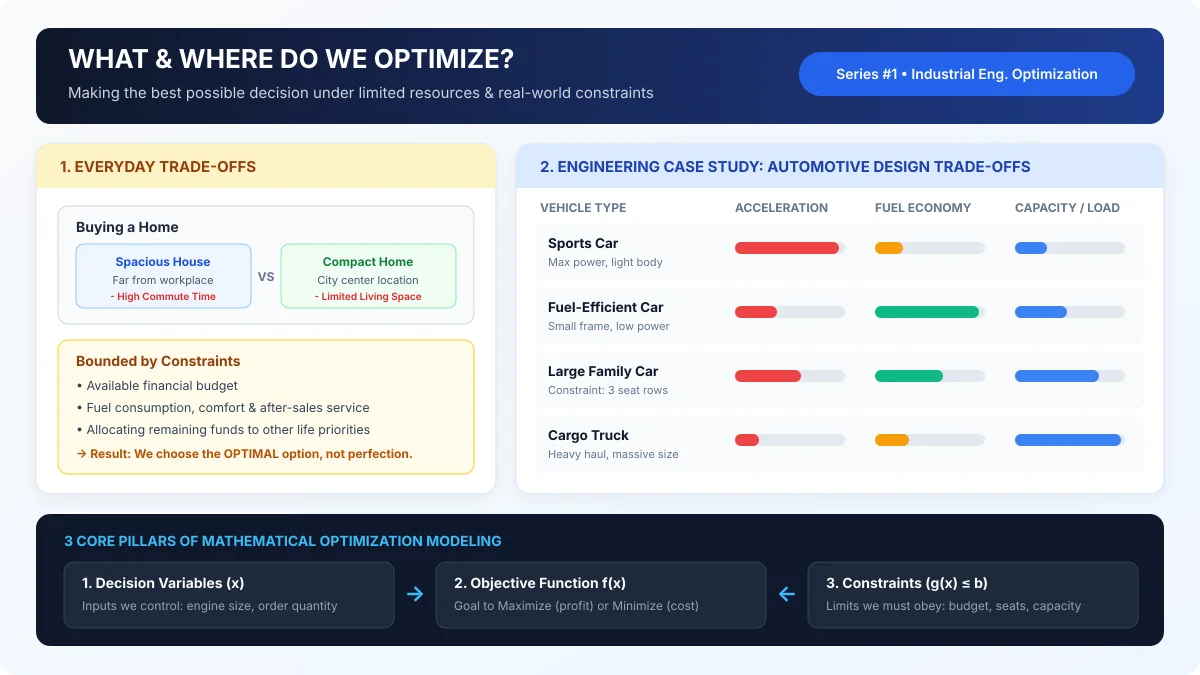 WHAT & WHERE DO WE OPTIMIZE?
Making the best possible decision under limited resources & real-world constraints
Series #1 • Industrial Eng. Optimization
1. EVERYDAY TRADE-OFFS
Buying a Home
Spacious House
Far from workplace
- High Commute Time
VS
Compact Home
City center location
- Limited Living Space
Bounded by Constraints
• Available financial budget
• Fuel consumption, comfort & after-sales service
• Allocating remaining funds to other life priorities
→ Result: We choose the OPTIMAL option, not perfection.
2. ENGINEERING CASE STUDY: AUTOMOTIVE DESIGN TRADE-OFFS
VEHICLE TYPE ACCELERATION FUEL ECONOMY CAPACITY / LOAD
Sports Car
Max power, light body
Fuel-Efficient Car
Small frame, low power
Large Family Car
Constraint: 3 seat rows
Cargo Truck
Heavy haul, massive size
3 CORE PILLARS OF MATHEMATICAL OPTIMIZATION MODELING
1. Decision Variables (x)
Inputs we control: engine size, order quantity
→
2. Objective Function f(x)
Goal to Maximize (profit) or Minimize (cost)
←
3. Constraints (g(x) ≤ b)
Limits we must obey: budget, seats, capacity